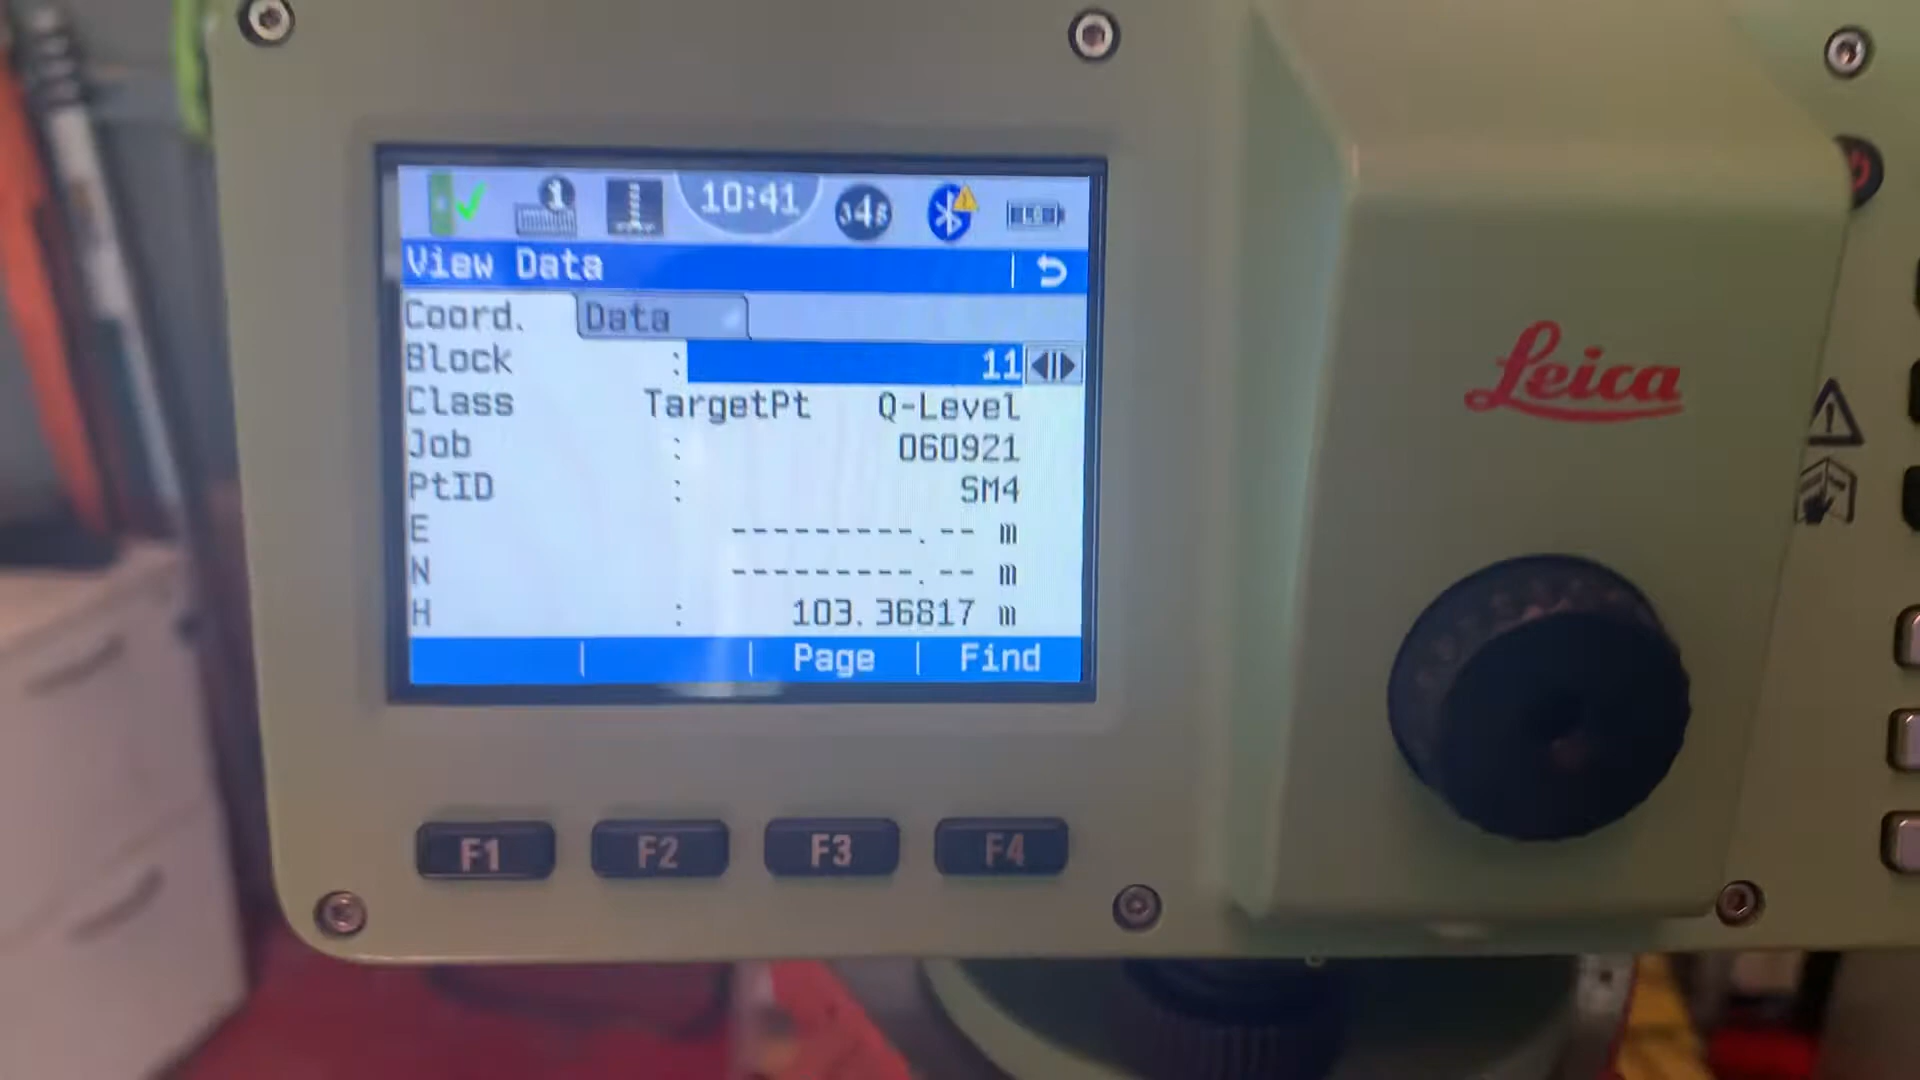 10:41
View Data
Coord. Data
Block : 11
Class TargetPt Q-Level
Job : 060921
PtID : SM4
E ---------.-- m
N ---------.-- m
H : 103.36817 m
Page | Find
Leica
F1 F2 F3 F4